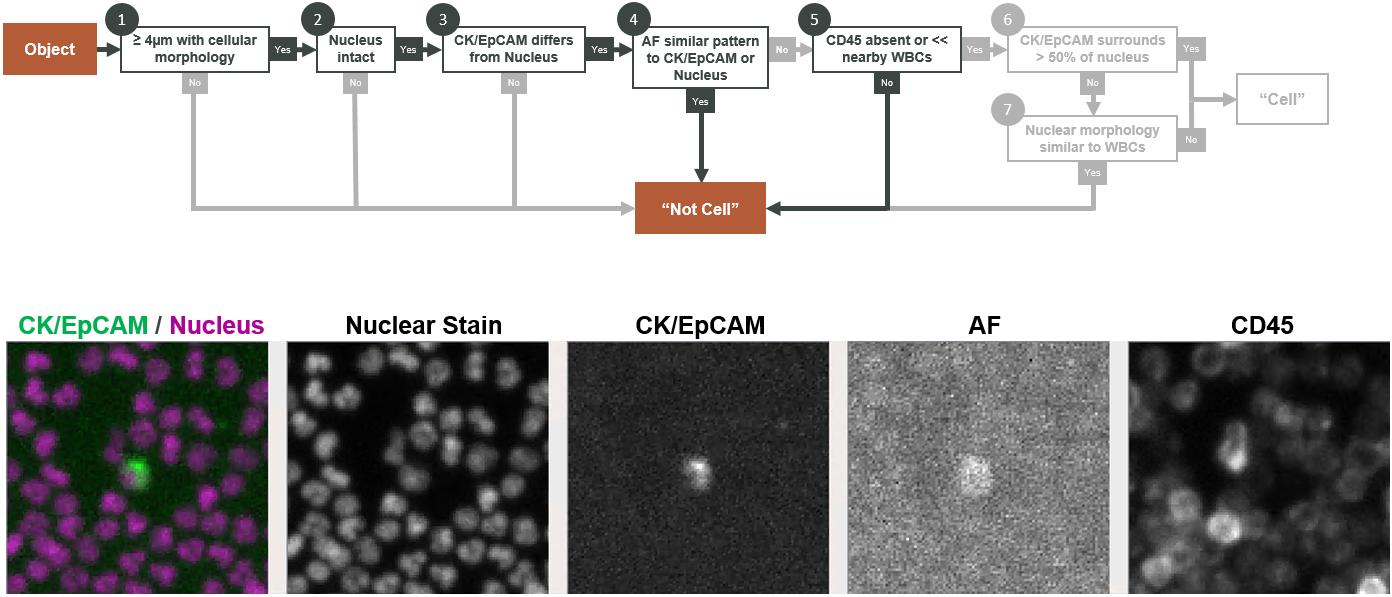 1
2
3
4
5
6
Object
≥ 4µm with cellular
morphology
Yes
No
Nucleus
intact
Yes
No
CK/EpCAM differs
from Nucleus
Yes
No
AF similar pattern
to CK/EpCAM or
Nucleus
No
Yes
CD45 absent or <<
nearby WBCs
Yes
No
CK/EpCAM surrounds
> 50% of nucleus
Yes
No
7
Nuclear morphology
similar to WBCs
No
Yes
“Cell”
“Not Cell”
CK/EpCAM / Nucleus
Nuclear Stain
CK/EpCAM
AF
CD45